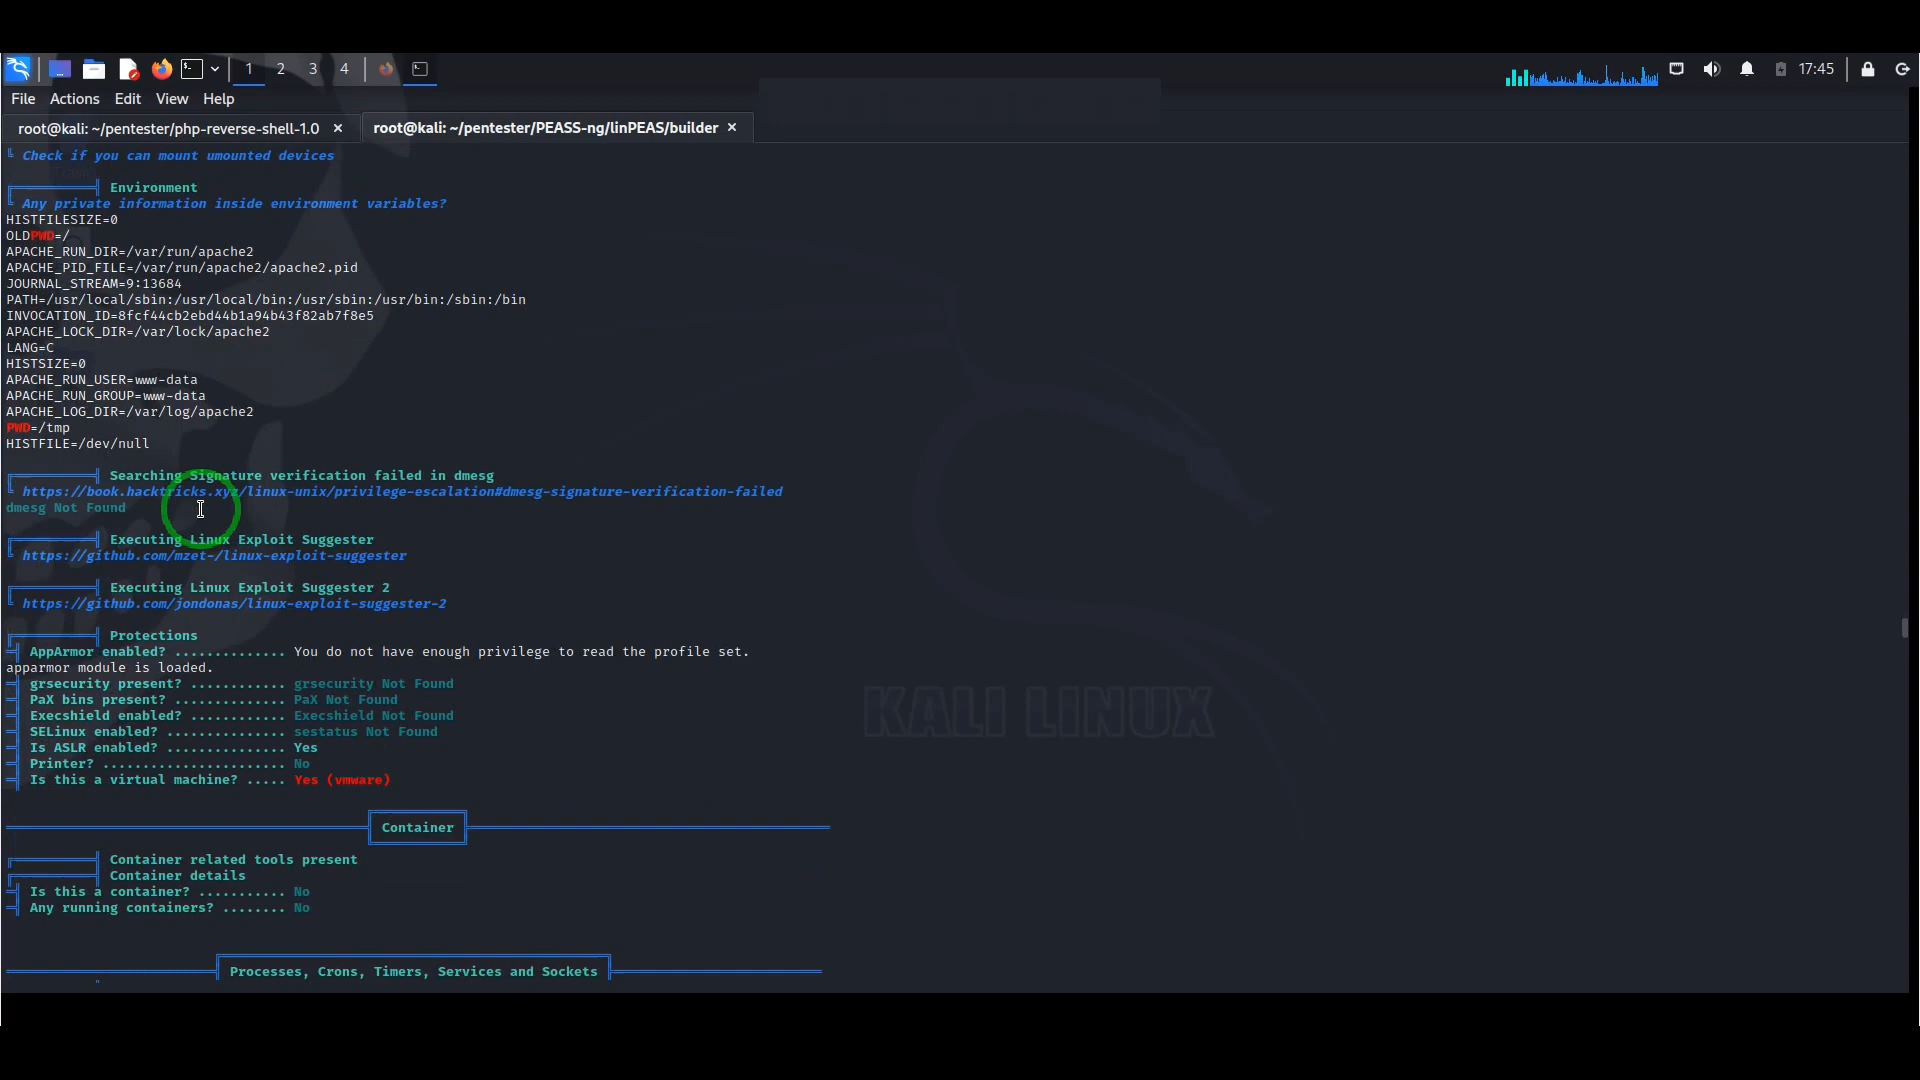 1 2 3 4 17:45
File Actions Edit View Help
root@kali: ~/pentester/php-reverse-shell-1.0 × root@kali: ~/pentester/PEASS-ng/linPEAS/builder ×
Check if you can mount umounted devices
Environment
Any private information inside environment variables?
HISTFILESIZE=0
OLDPWD=/
APACHE_RUN_DIR=/var/run/apache2
APACHE_PID_FILE=/var/run/apache2/apache2.pid
JOURNAL_STREAM=9:13684
PATH=/usr/local/sbin:/usr/local/bin:/usr/sbin:/usr/bin:/sbin:/bin
INVOCATION_ID=8fcf44cb2ebd44b1a94b43f82ab7f8e5
APACHE_LOCK_DIR=/var/lock/apache2
LANG=C
HISTSIZE=0
APACHE_RUN_USER=www-data
APACHE_RUN_GROUP=www-data
APACHE_LOG_DIR=/var/log/apache2
PWD=/tmp
HISTFILE=/dev/null
Searching Signature verification failed in dmesg
https://book.hacktricks.xyz/linux-unix/privilege-escalation#dmesg-signature-verification-failed
dmesg Not Found
Executing Linux Exploit Suggester
https://github.com/mzet-/linux-exploit-suggester
Executing Linux Exploit Suggester 2
https://github.com/jondonas/linux-exploit-suggester-2
Protections
AppArmor enabled? .............. You do not have enough privilege to read the profile set.
apparmor module is loaded.
grsecurity present? ............ grsecurity Not Found
PaX bins present? .............. PaX Not Found
Execshield enabled? ............ Execshield Not Found
SELinux enabled? ............... sestatus Not Found
Is ASLR enabled? ............... Yes
Printer? ....................... No
Is this a virtual machine? ..... Yes (vmware)
KALI LINUX
Container
Container related tools present
Container details
Is this a container? ........... No
Any running containers? ........ No
Processes, Crons, Timers, Services and Sockets